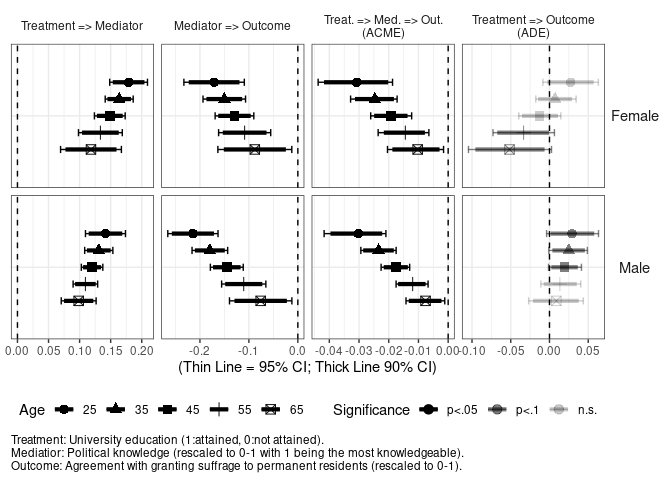 Treatment => Mediator
Mediator => Outcome
Treat. => Med. => Out.
(ACME)
Treatment => Outcome
(ADE)
Female
Male
0.00 0.05 0.10 0.15 0.20
-0.2 -0.1 0.0
-0.04 -0.03 -0.02 -0.01 0.00
-0.10 -0.05 0.00 0.05
(Thin Line = 95% CI; Thick Line 90% CI)
Age 25 35 45 55 65 Significance p<.05 p<.1 n.s.
Treatment: University education (1:attained, 0:not attained).
Mediatior: Political knowledge (rescaled to 0-1 with 1 being the most knowledgeable).
Outcome: Agreement with granting suffrage to permanent residents (rescaled to 0-1).